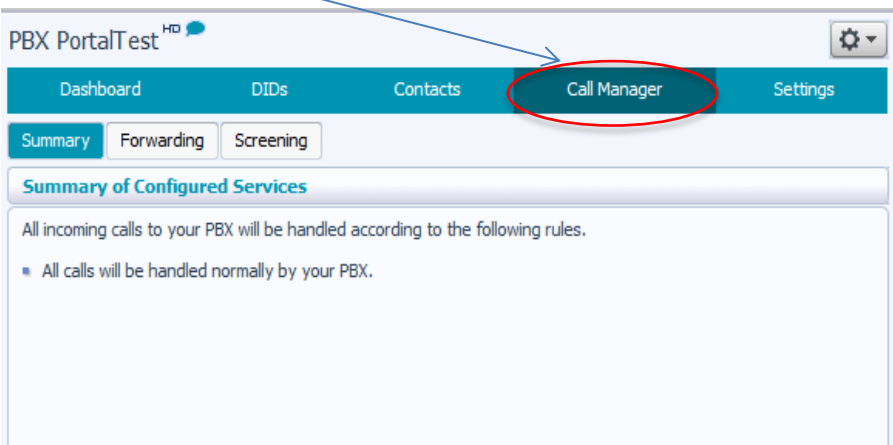 PBX PortalTest HD
Dashboard DIDs Contacts Call Manager Settings
Summary Forwarding Screening
Summary of Configured Services
All incoming calls to your PBX will be handled according to the following rules.
All calls will be handled normally by your PBX.